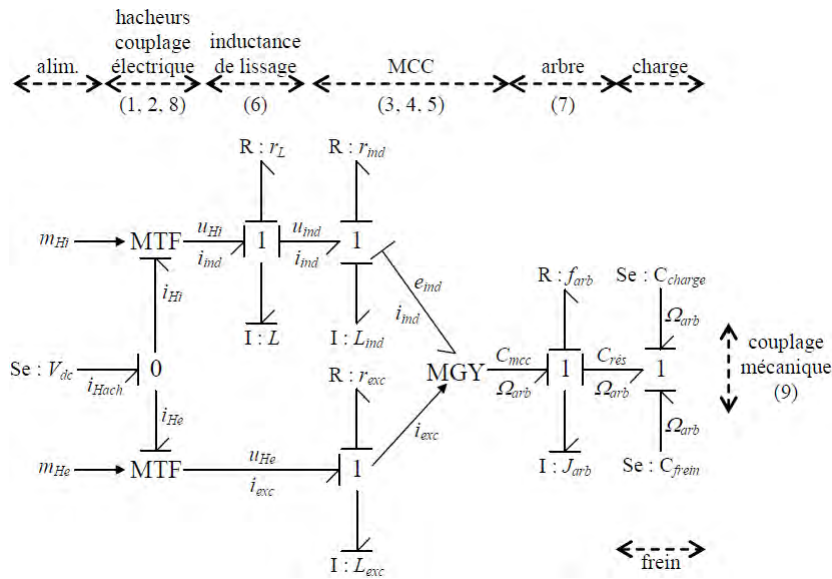 hacheurs
couplage
électrique
inductance
de lissage
alim.
MCC
arbre
charge
(1, 2, 8)
(6)
(3, 4, 5)
(7)
R : r_L
R : r_ind
m_Hi
MTF
u_Hi
i_ind
1
u_ind
i_ind
1
i_Hi
e_ind
i_ind
I : L
I : L_ind
R : f_arb
Se : C_charge
Ω_arb
Se : V_dc
i_Hach
0
R : r_exc
MGY
C_mcc
Ω_arb
1
C_rés
Ω_arb
1
couplage
mécanique
(9)
i_He
i_exc
Ω_arb
m_He
MTF
u_He
i_exc
1
I : J_arb
Se : C_frein
I : L_exc
frein